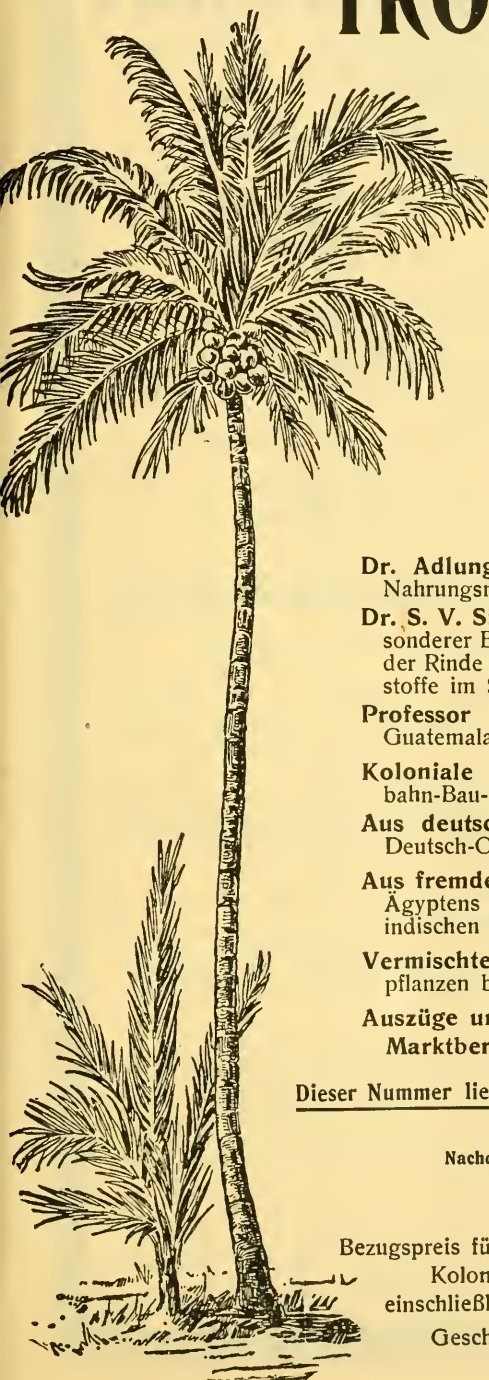 TRO
Dr. Adlung
Nahrungsm
Dr. S. V. S
sonderer E
der Rinde
stoffe im S
Professor
Guatemala
Koloniale
bahn-Bau-
Aus deutsc
Deutsch-O
Aus fremde
Ägyptens
indischen
Vermischte
pflanzen b
Auszüge un
Marktber
Dieser Nummer lie
Nachd
Bezugspreis fü
Kolon
einschließl
Gesch